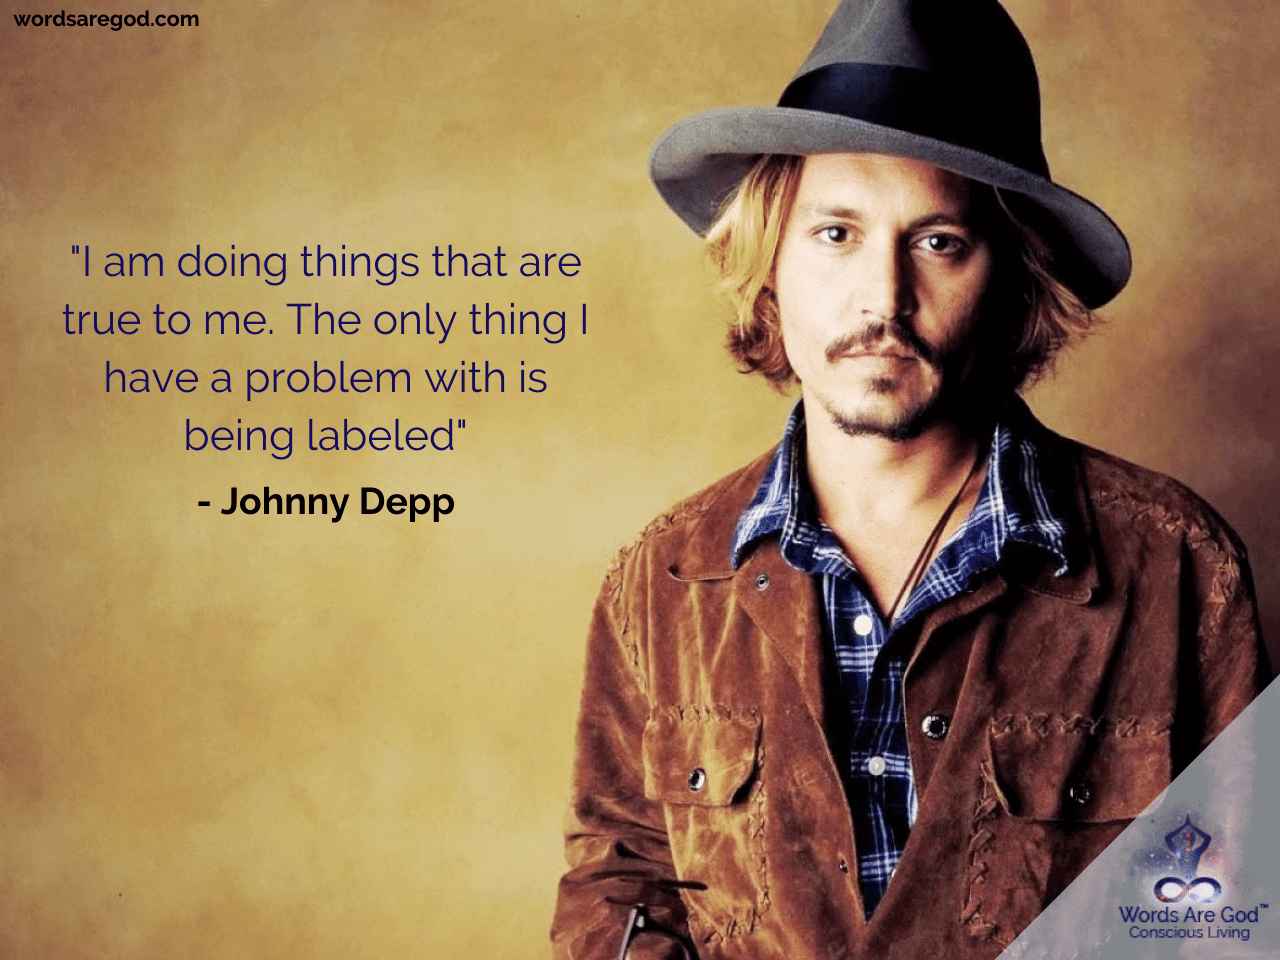 wordsaregod.com
"I am doing things that are
true to me. The only thing I
have a problem with is
being labeled"
- Johnny Depp
Words Are God™
Conscious Living